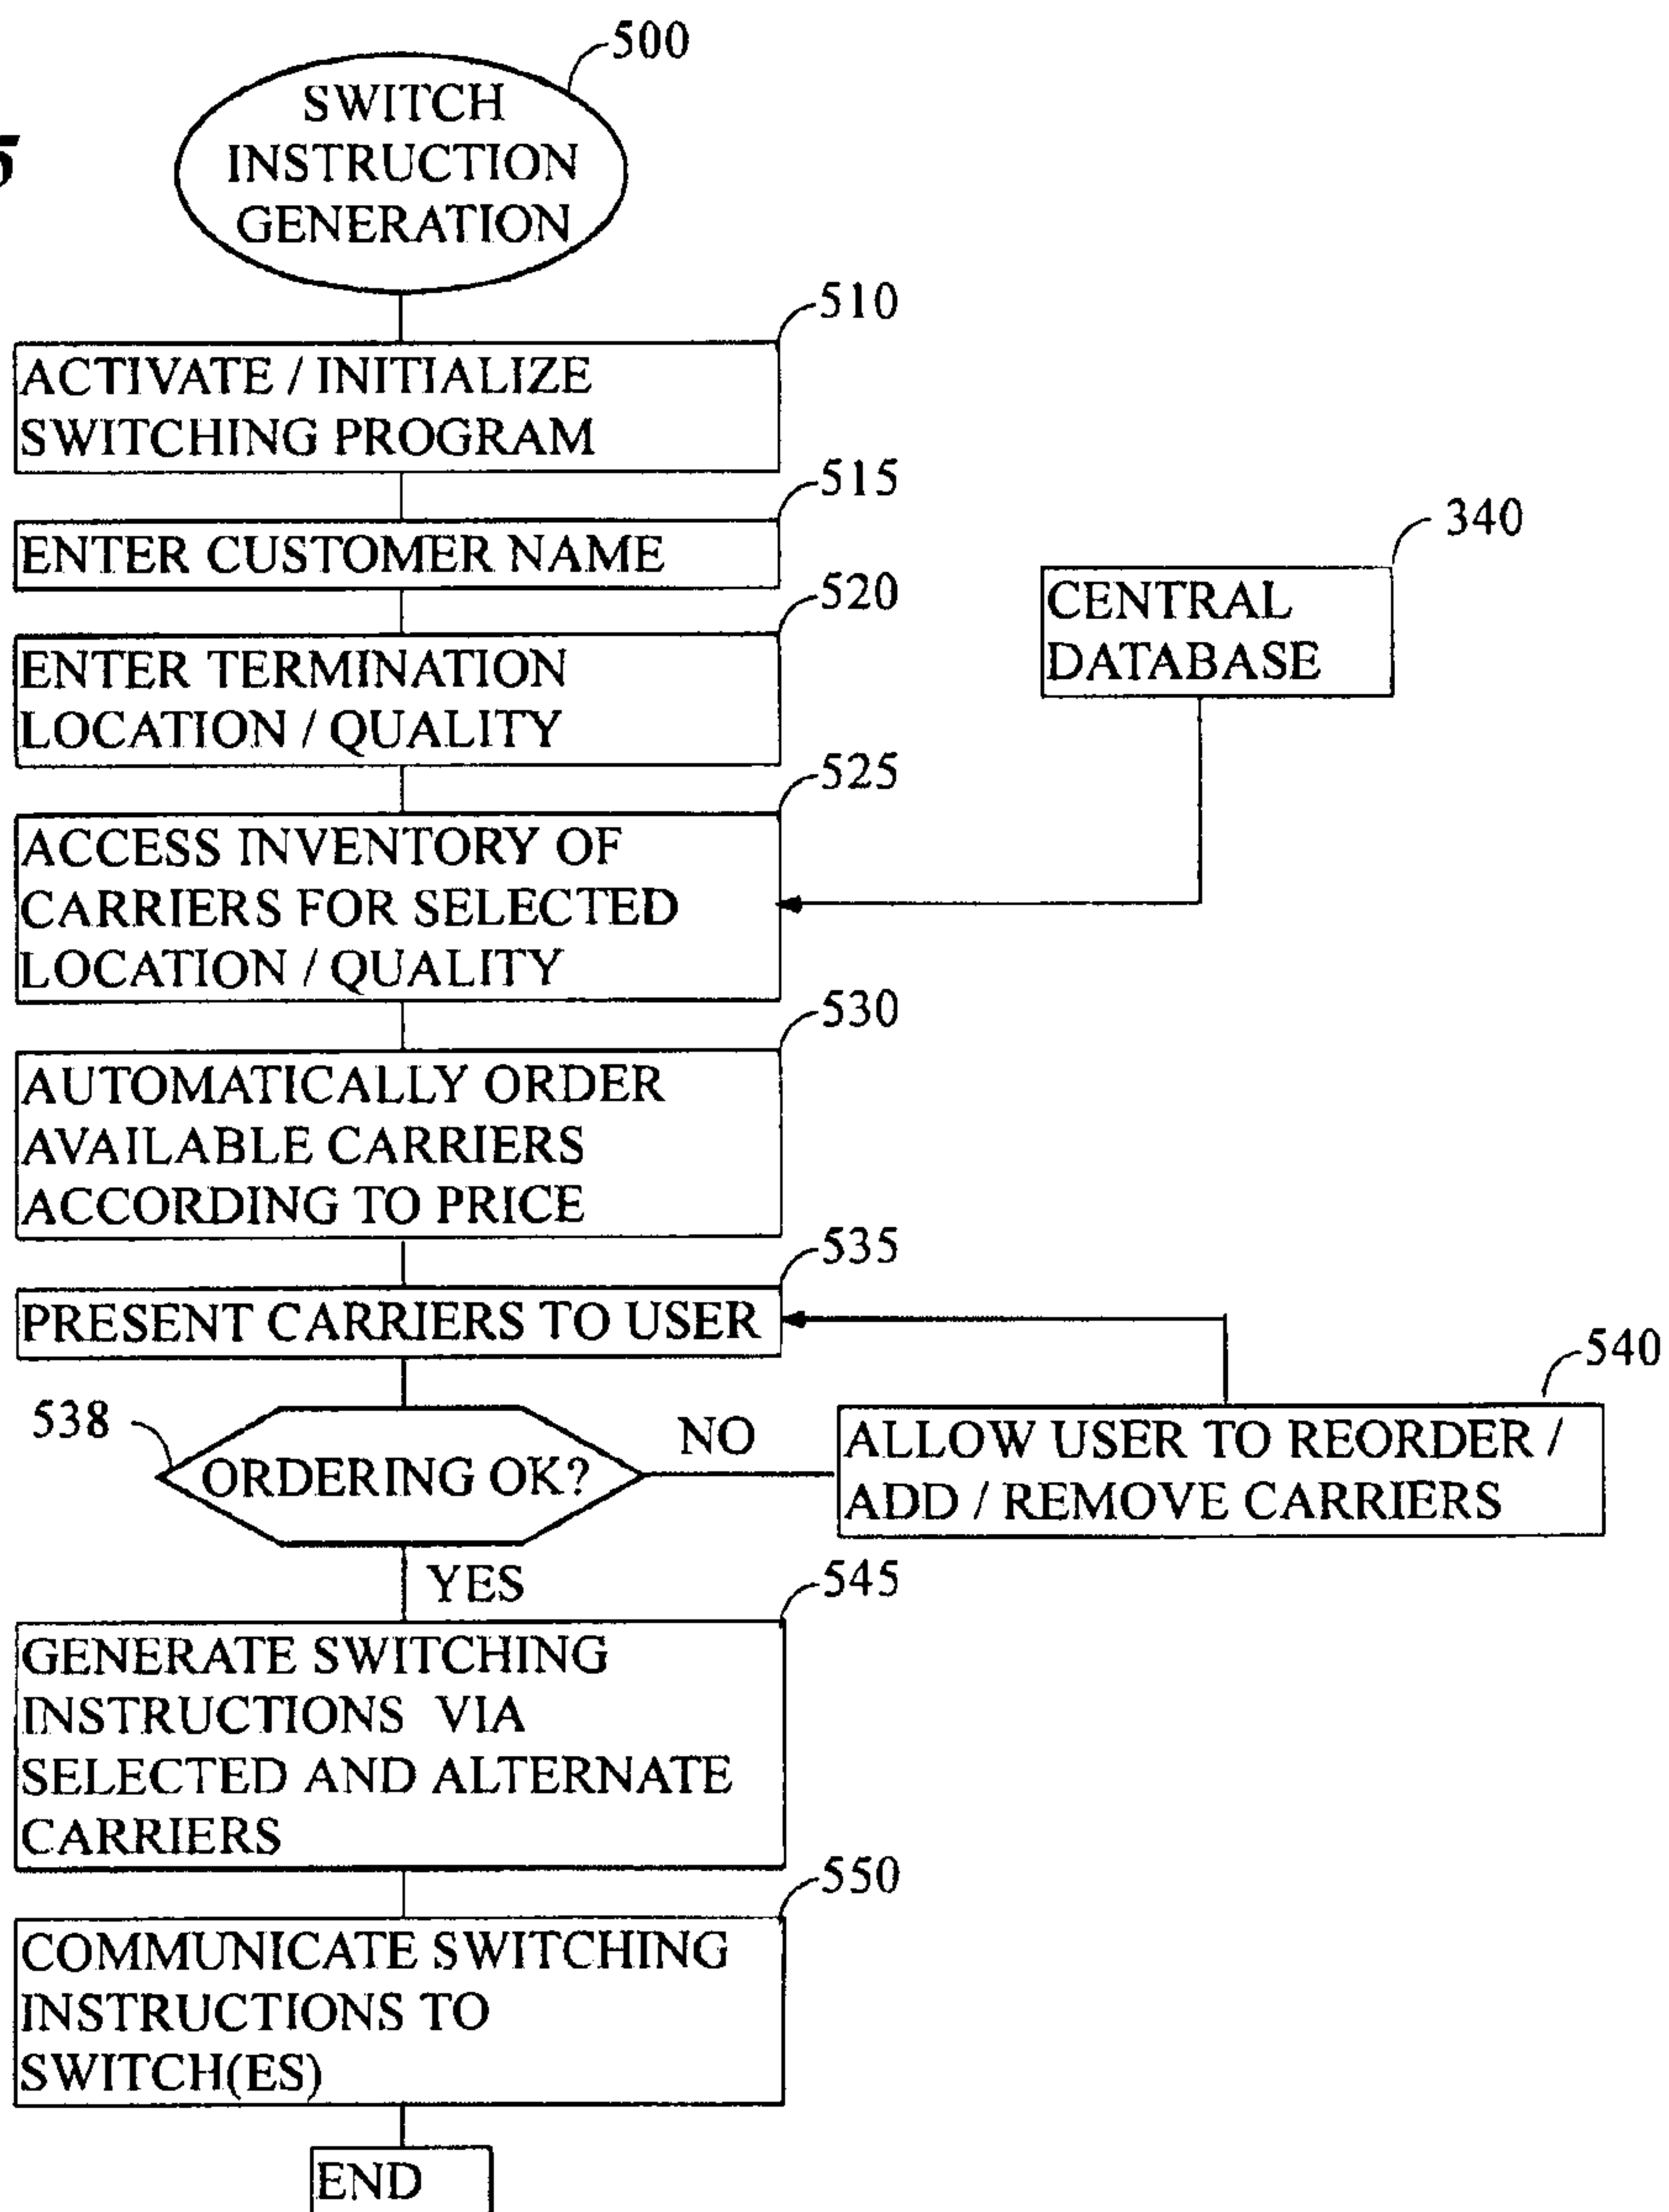 500
SWITCH
INSTRUCTION
GENERATION
5
510
ACTIVATE / INITIALIZE
SWITCHING PROGRAM
515
ENTER CUSTOMER NAME
340
CENTRAL
DATABASE
520
ENTER TERMINATION
LOCATION / QUALITY
525
ACCESS INVENTORY OF
CARRIERS FOR SELECTED
LOCATION / QUALITY
530
AUTOMATICALLY ORDER
AVAILABLE CARRIERS
ACCORDING TO PRICE
535
PRESENT CARRIERS TO USER
538
ORDERING OK?
NO
540
ALLOW USER TO REORDER /
ADD / REMOVE CARRIERS
YES
545
GENERATE SWITCHING
INSTRUCTIONS VIA
SELECTED AND ALTERNATE
CARRIERS
550
COMMUNICATE SWITCHING
INSTRUCTIONS TO
SWITCH(ES)
END